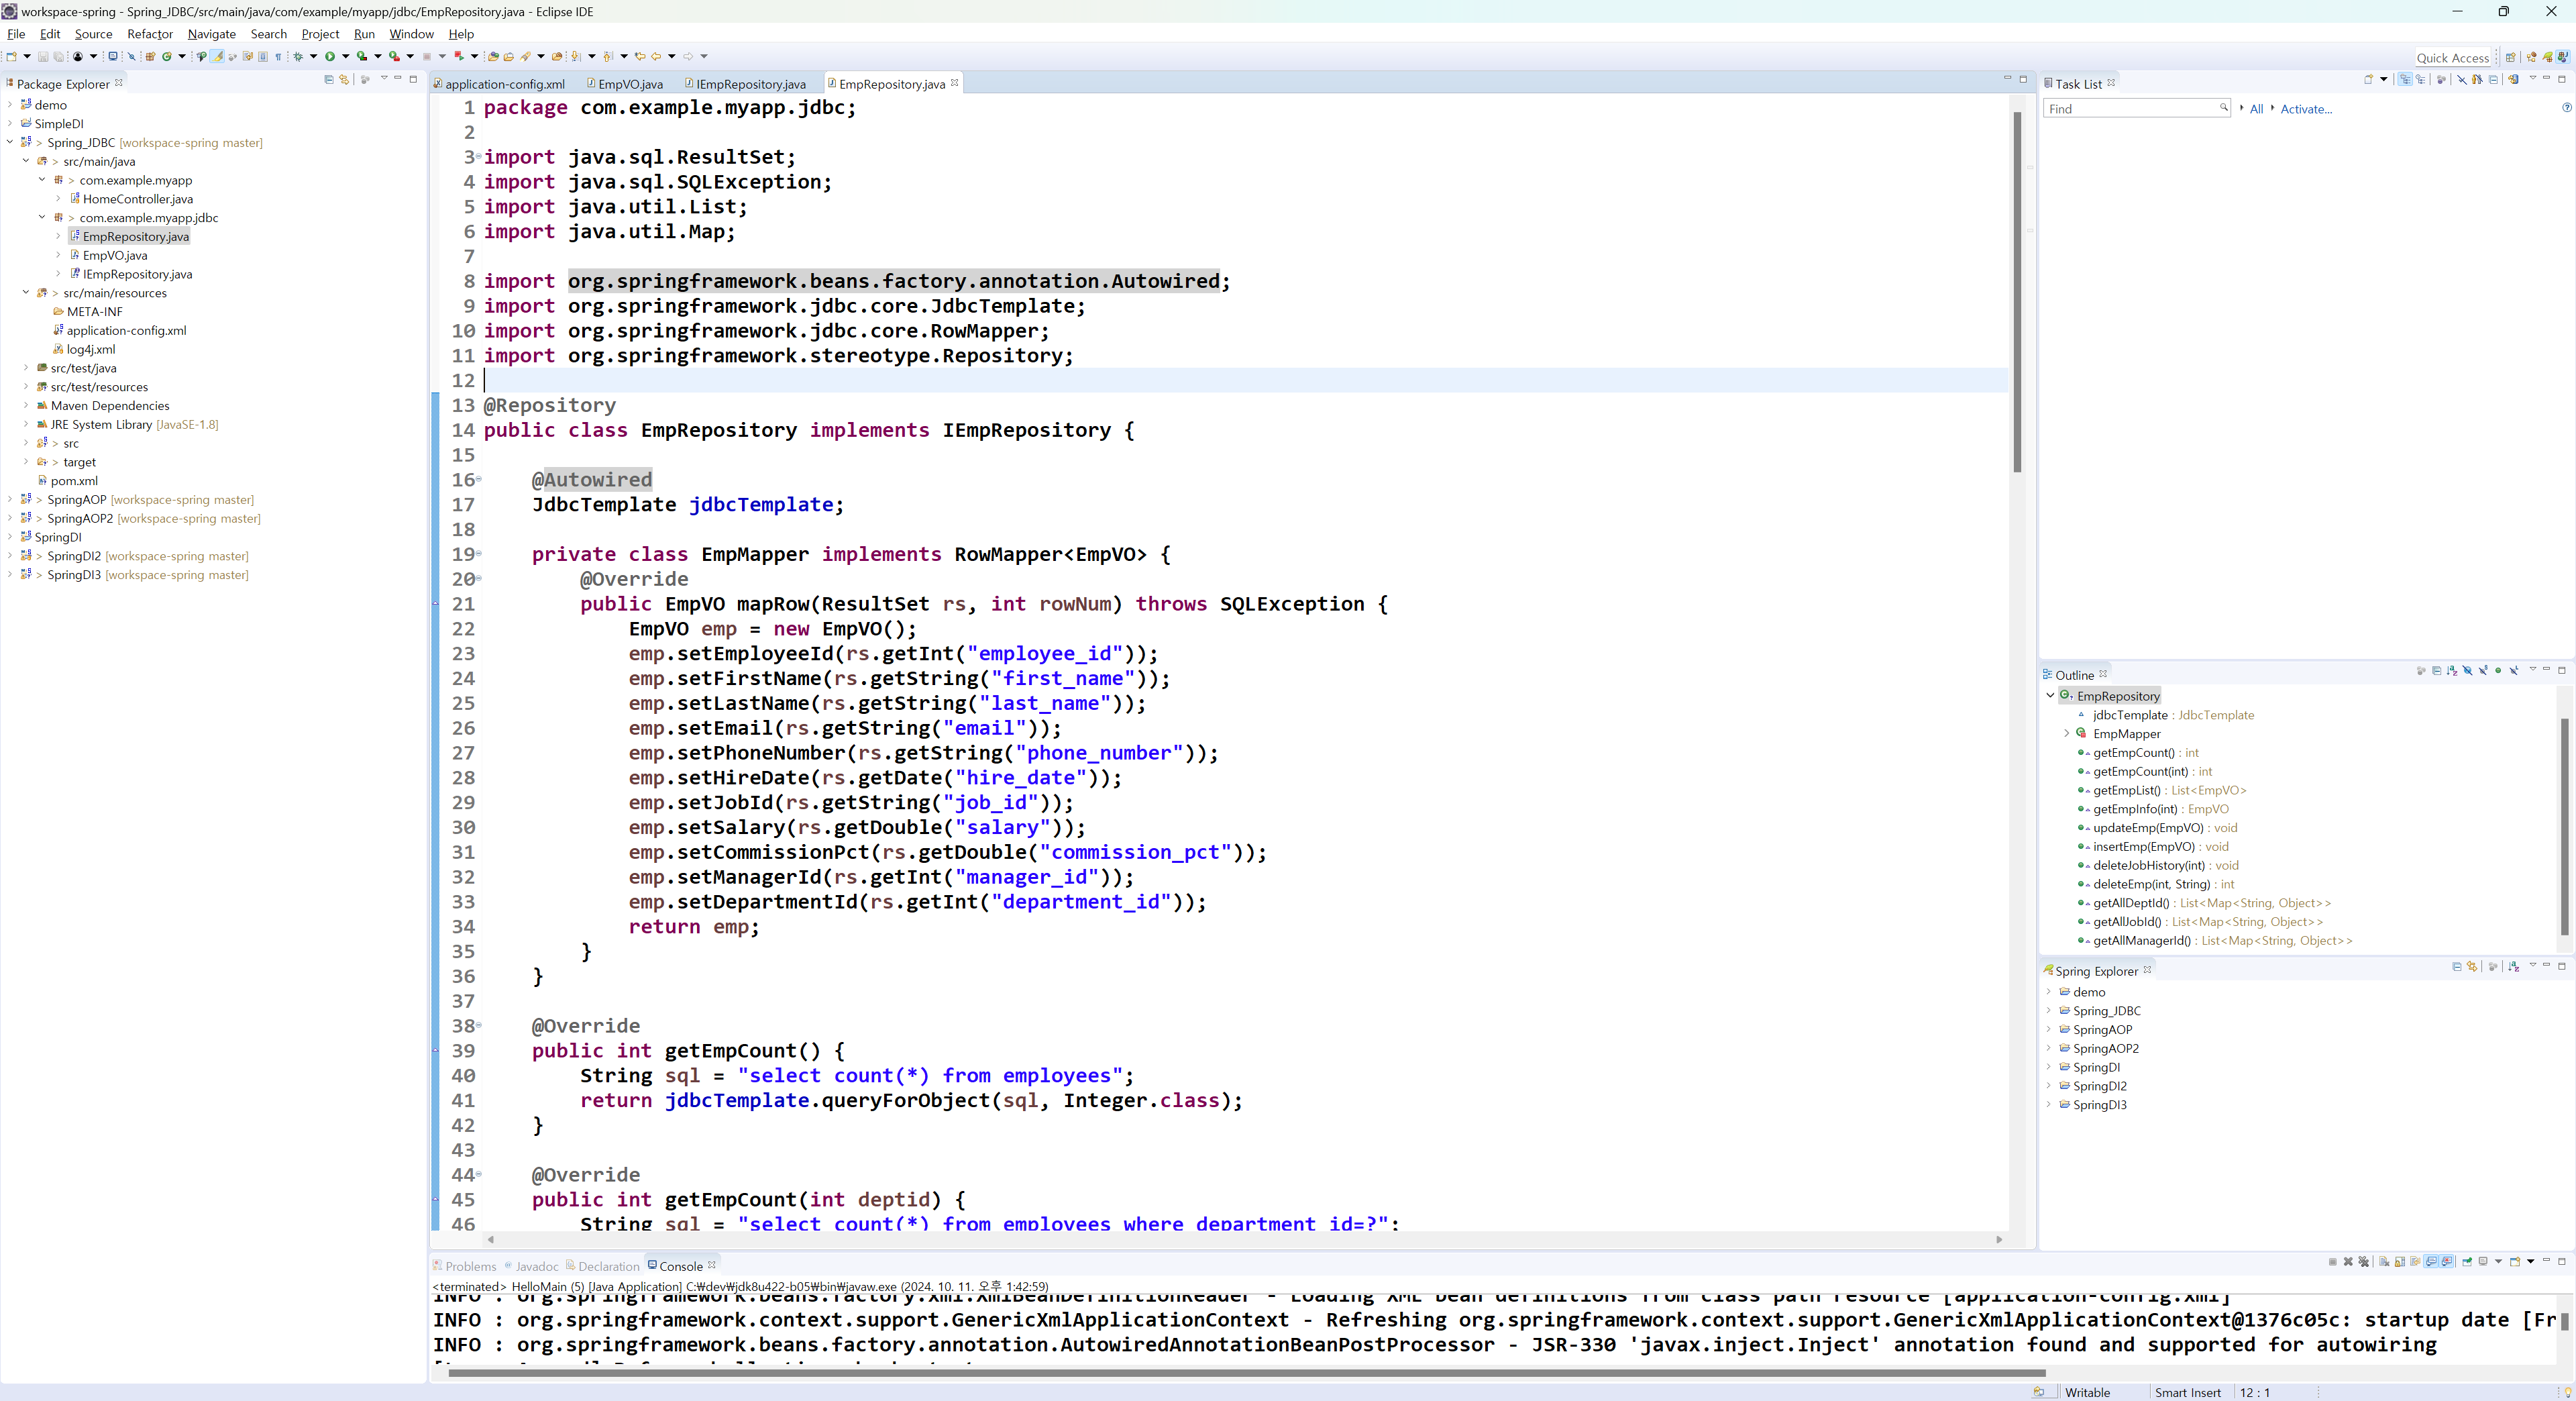 workspace-spring - Spring_JDBC/src/main/java/com/example/myapp/jdbc/EmpRepository.java - Eclipse IDE
File Edit Source Refactor Navigate Search Project Run Window Help
Quick Access
Package Explorer
demo
SimpleDI
> Spring_JDBC [workspace-spring master]
> src/main/java
> com.example.myapp
HomeController.java
> com.example.myapp.jdbc
EmpRepository.java
EmpVO.java
IEmpRepository.java
> src/main/resources
META-INF
application-config.xml
log4j.xml
src/test/java
src/test/resources
Maven Dependencies
JRE System Library [JavaSE-1.8]
> src
> target
pom.xml
> SpringAOP [workspace-spring master]
> SpringAOP2 [workspace-spring master]
SpringDI
> SpringDI2 [workspace-spring master]
> SpringDI3 [workspace-spring master]
application-config.xml EmpVO.java IEmpRepository.java EmpRepository.java
1 package com.example.myapp.jdbc;
2
3 import java.sql.ResultSet;
4 import java.sql.SQLException;
5 import java.util.List;
6 import java.util.Map;
7
8 import org.springframework.beans.factory.annotation.Autowired;
9 import org.springframework.jdbc.core.JdbcTemplate;
10 import org.springframework.jdbc.core.RowMapper;
11 import org.springframework.stereotype.Repository;
12
13 @Repository
14 public class EmpRepository implements IEmpRepository {
15
16 @Autowired
17 JdbcTemplate jdbcTemplate;
18
19 private class EmpMapper implements RowMapper<EmpVO> {
20 @Override
21 public EmpVO mapRow(ResultSet rs, int rowNum) throws SQLException {
22 EmpVO emp = new EmpVO();
23 emp.setEmployeeId(rs.getInt("employee_id"));
24 emp.setFirstName(rs.getString("first_name"));
25 emp.setLastName(rs.getString("last_name"));
26 emp.setEmail(rs.getString("email"));
27 emp.setPhoneNumber(rs.getString("phone_number"));
28 emp.setHireDate(rs.getDate("hire_date"));
29 emp.setJobId(rs.getString("job_id"));
30 emp.setSalary(rs.getDouble("salary"));
31 emp.setCommissionPct(rs.getDouble("commission_pct"));
32 emp.setManagerId(rs.getInt("manager_id"));
33 emp.setDepartmentId(rs.getInt("department_id"));
34 return emp;
35 }
36 }
37
38 @Override
39 public int getEmpCount() {
40 String sql = "select count(*) from employees";
41 return jdbcTemplate.queryForObject(sql, Integer.class);
42 }
43
44 @Override
45 public int getEmpCount(int deptid) {
46 String sql = "select count(*) from employees where department_id=?";
Task List
Find All Activate...
Outline
EmpRepository
jdbcTemplate : JdbcTemplate
EmpMapper
getEmpCount() : int
getEmpCount(int) : int
getEmpList() : List<EmpVO>
getEmpInfo(int) : EmpVO
updateEmp(EmpVO) : void
insertEmp(EmpVO) : void
deleteJobHistory(int) : void
deleteEmp(int, String) : int
getAllDeptId() : List<Map<String, Object>>
getAllJobId() : List<Map<String, Object>>
getAllManagerId() : List<Map<String, Object>>
Spring Explorer
demo
Spring_JDBC
SpringAOP
SpringAOP2
SpringDI
SpringDI2
SpringDI3
Problems Javadoc Declaration Console
<terminated> HelloMain (5) [Java Application] C:₩dev₩jdk8u422-b05₩bin₩javaw.exe (2024. 10. 11. 오후 1:42:59)
INFO : org.springframework.beans.factory.xml.XmlBeanDefinitionReader - Loading XML bean definitions from class path resource [application-config.xml]
INFO : org.springframework.context.support.GenericXmlApplicationContext - Refreshing org.springframework.context.support.GenericXmlApplicationContext@1376c05c: startup date [Fr
INFO : org.springframework.beans.factory.annotation.AutowiredAnnotationBeanPostProcessor - JSR-330 'javax.inject.Inject' annotation found and supported for autowiring
Writable Smart Insert 12 : 1